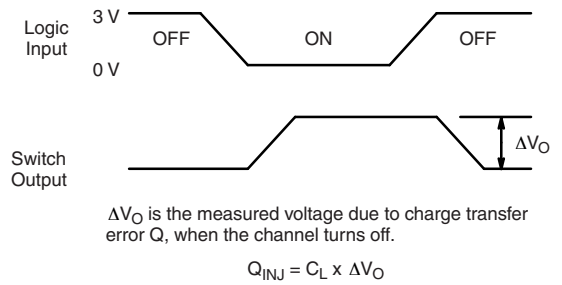 3 V
Logic
Input
OFF ON OFF
0 V
Switch
Output
ΔVO
ΔVO is the measured voltage due to charge transfer
error Q, when the channel turns off.
QINJ = CL x ΔVO